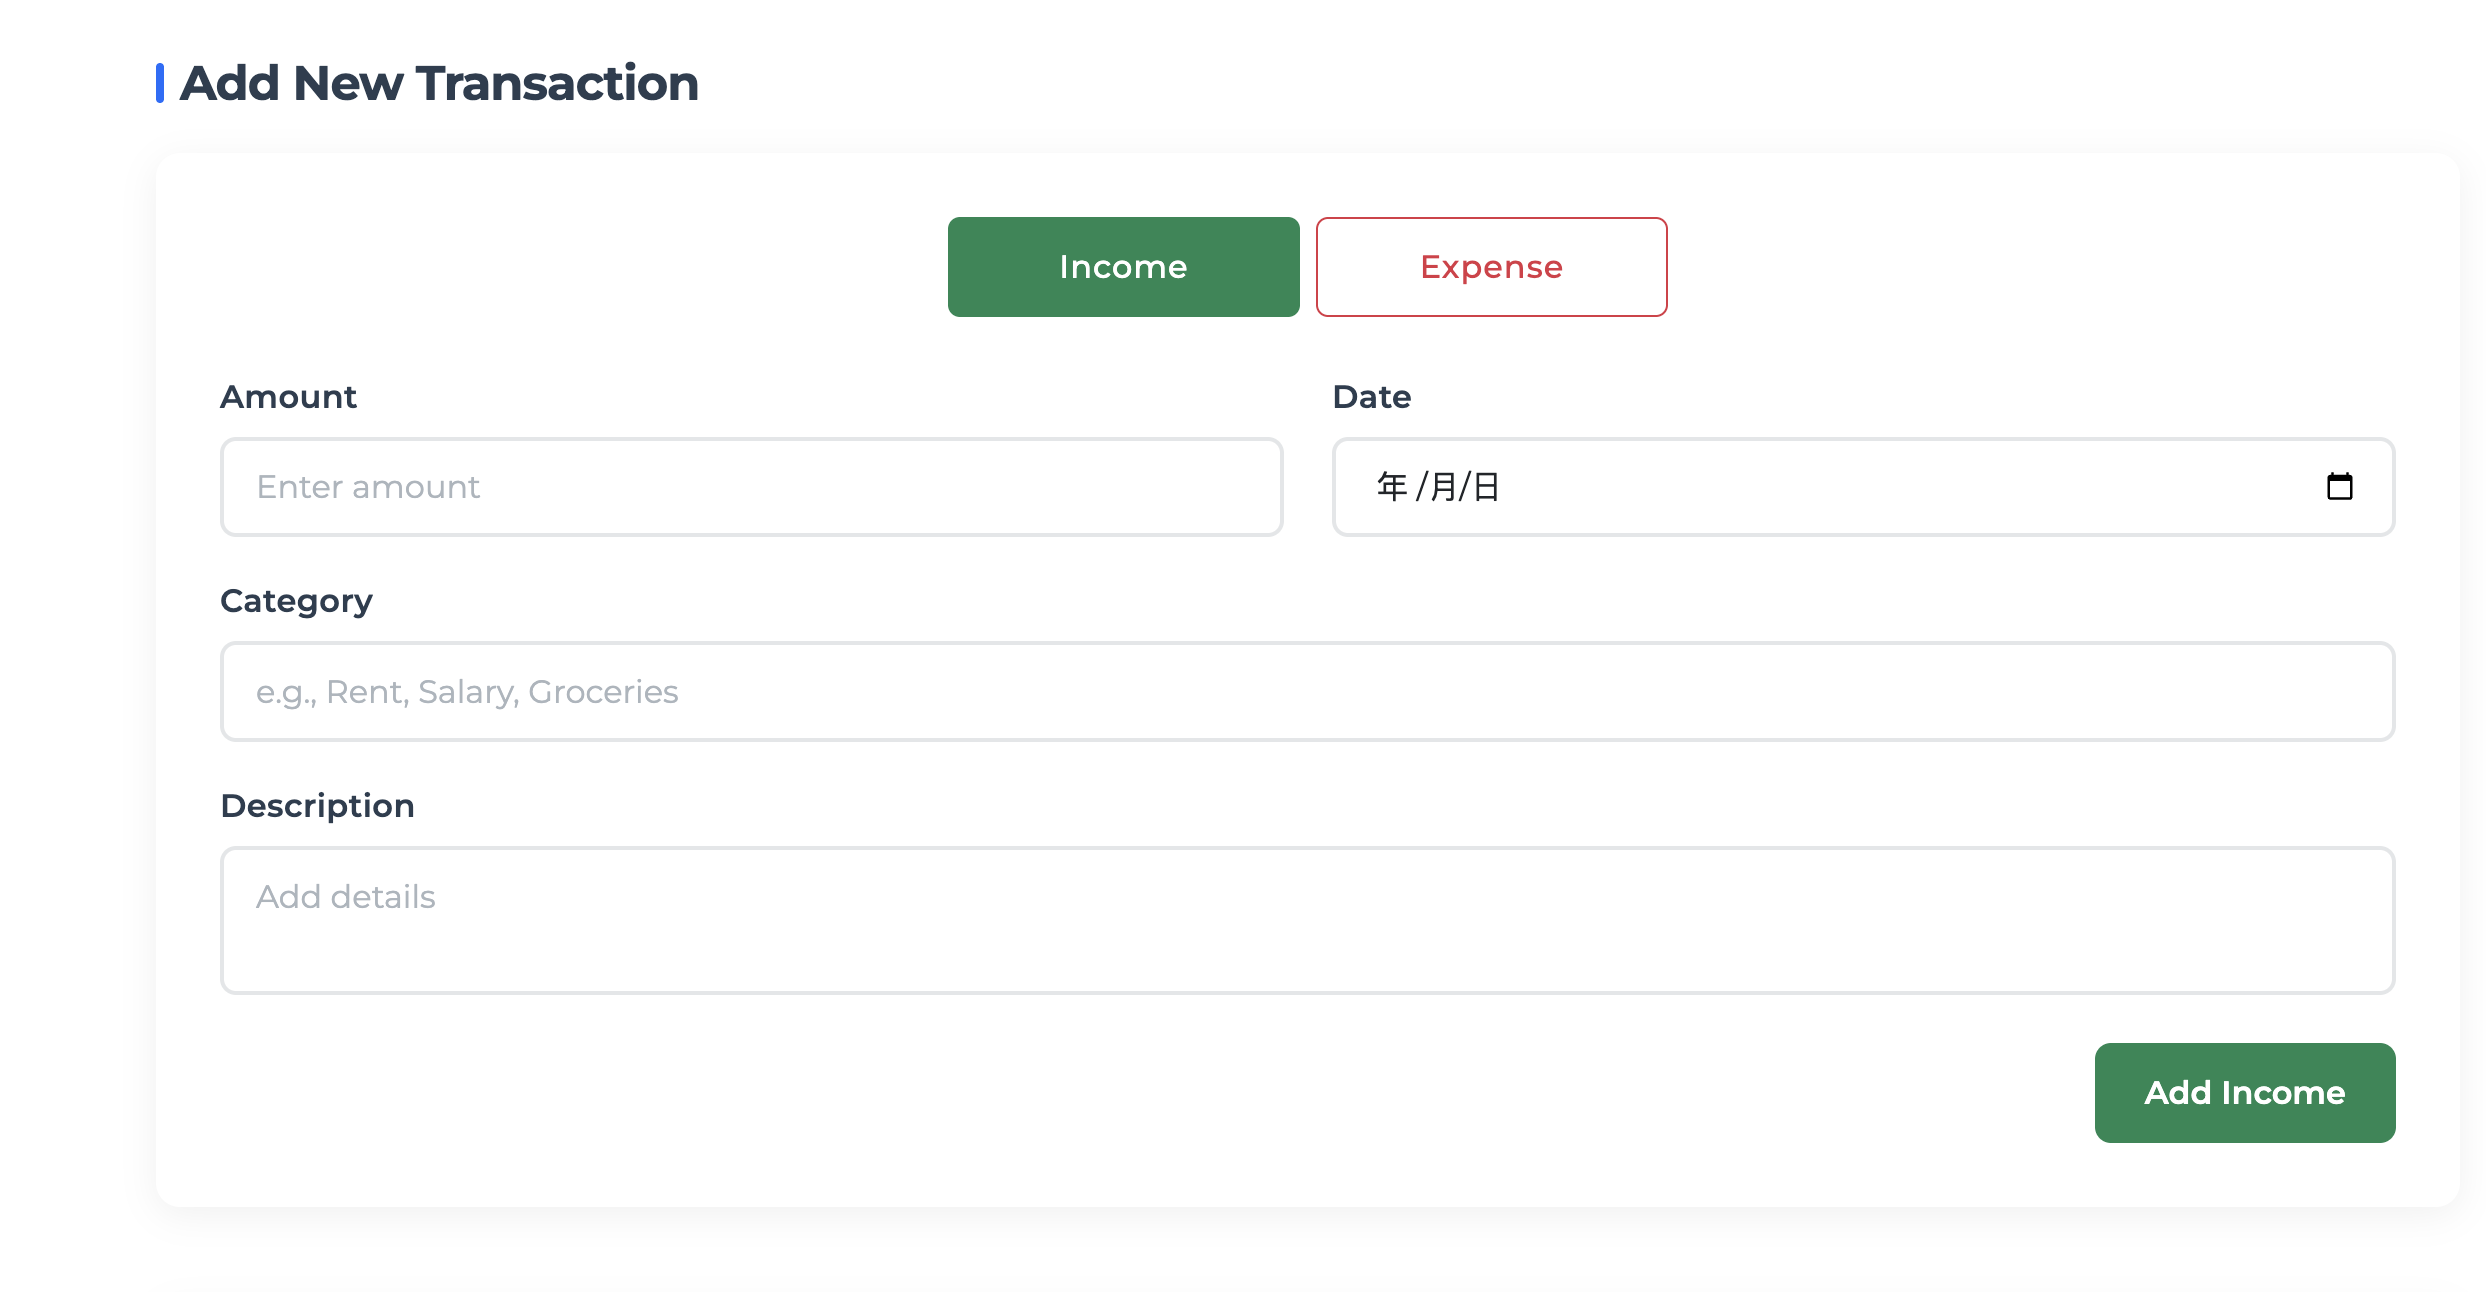 Add New Transaction
Income Expense
Amount Date
Enter amount 年 /月/日
Category
e.g., Rent, Salary, Groceries
Description
Add details
Add Income